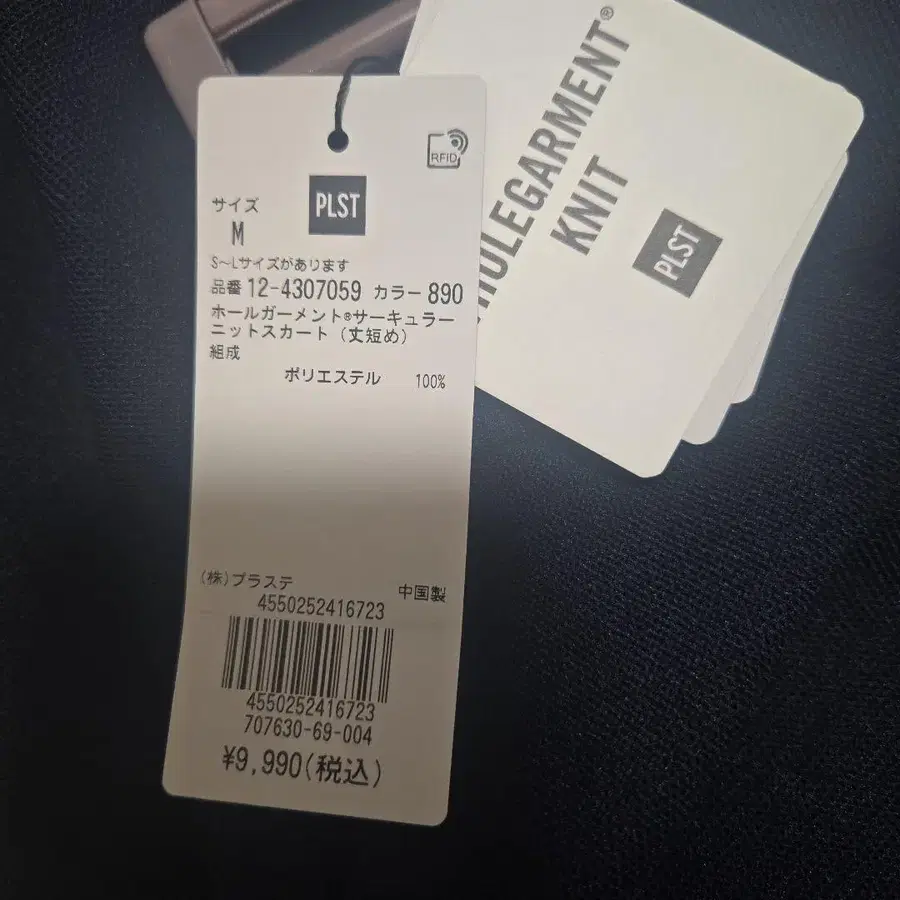 RFID
PLST
サイズ
M
S～Lサイズがあります
品番 12-4307059 カラー 890
ホールガーメント®サーキュラー
ニットスカート（丈短め）
組成
ポリエステル 100%
(株)プラステ
中国製
4550252416723
4550252416723
707630-69-004
¥9,990(税込)
WHOLEGARMENT®
KNIT
PLST